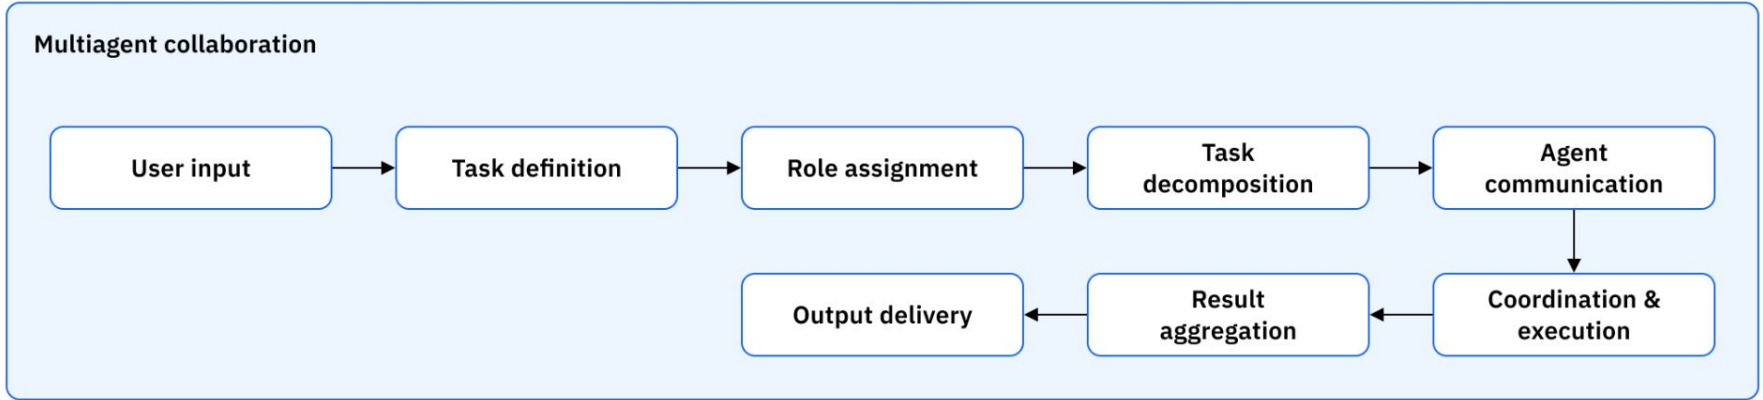 Multiagent collaboration
User input
Task definition
Role assignment
Task
decomposition
Agent
communication
Coordination &
execution
Result
aggregation
Output delivery